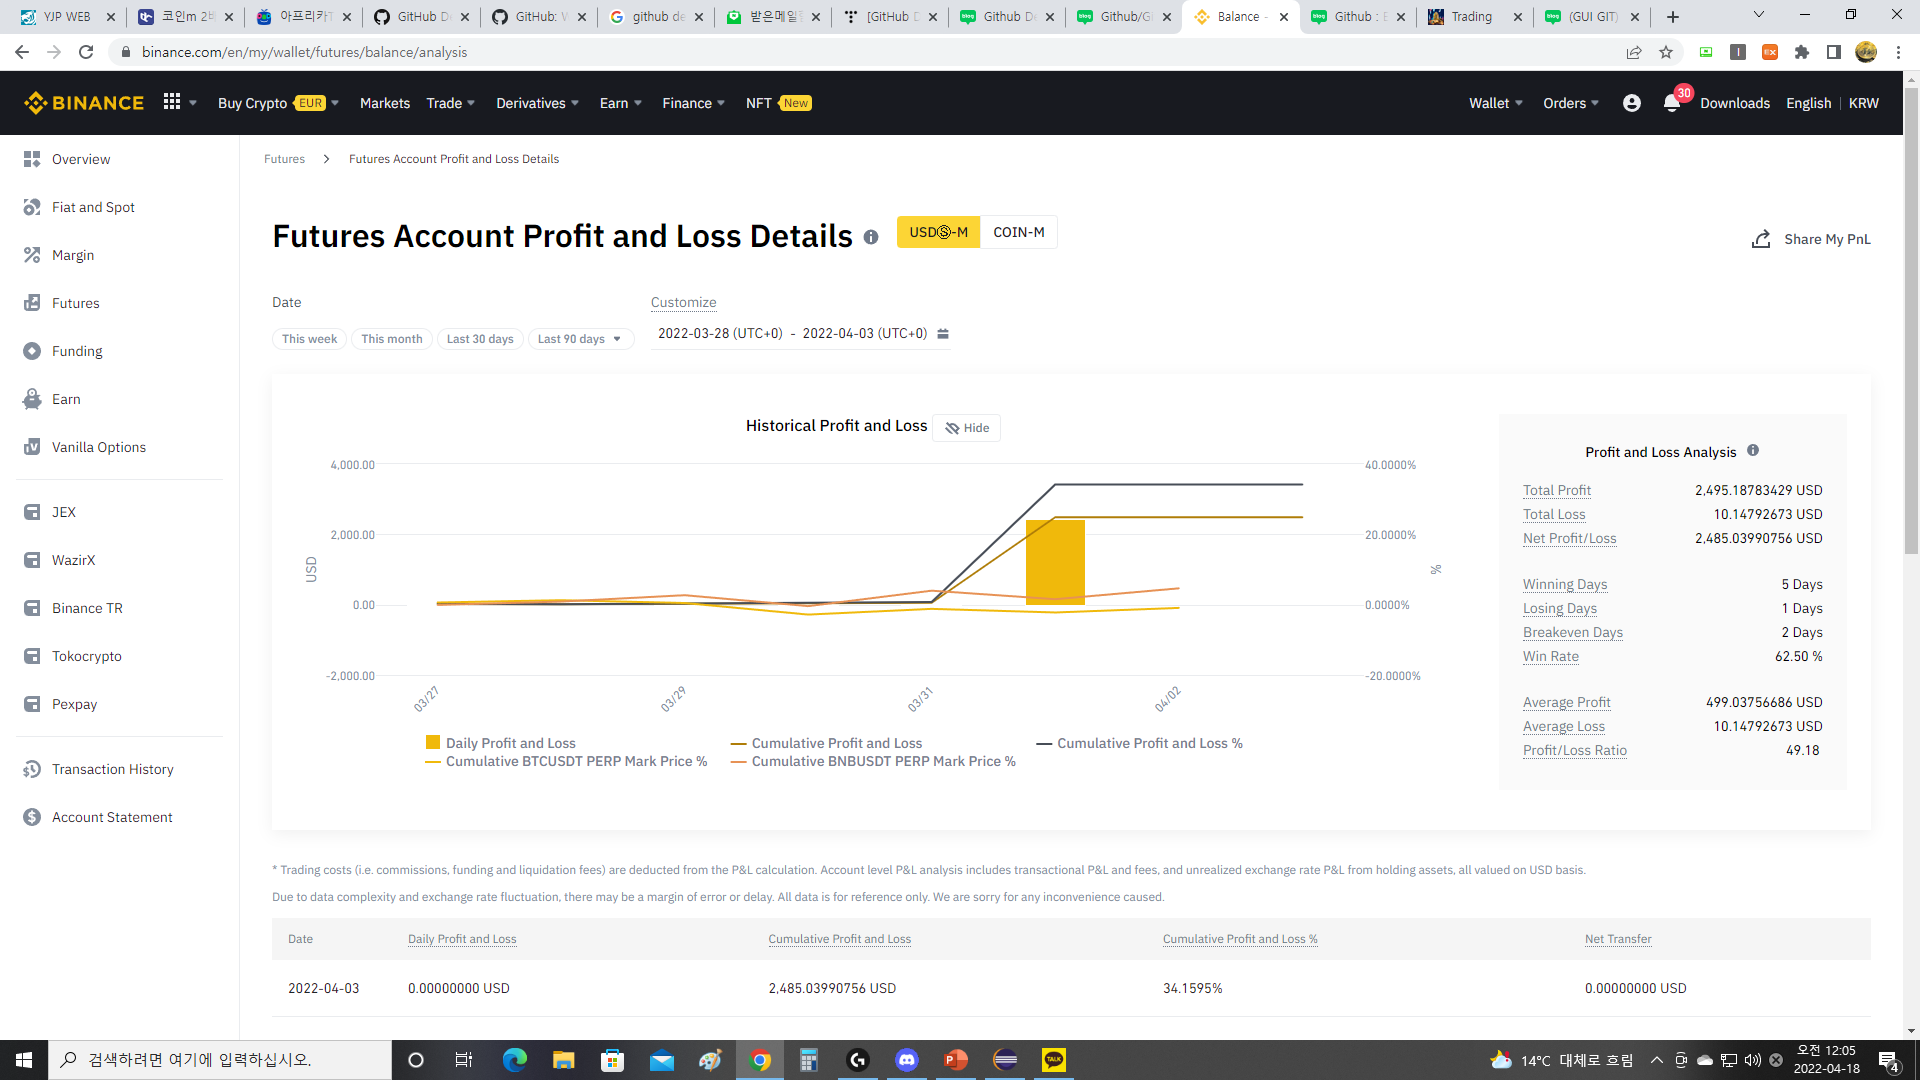 YJP WEB
코인m 2배
아프리카T
GitHub De
GitHub: W
github de
받은메일함
[GitHub D
Github De
Github/Gi
Balance -
Github : E
Trading
(GUI GIT)
binance.com/en/my/wallet/futures/balance/analysis
BINANCE
Buy Crypto EUR
Markets
Trade
Derivatives
Earn
Finance
NFT New
Wallet
Orders
30
Downloads
English
KRW
Overview
Fiat and Spot
Margin
Futures
Funding
Earn
Vanilla Options
JEX
WazirX
Binance TR
Tokocrypto
Pexpay
Transaction History
Account Statement
Futures > Futures Account Profit and Loss Details
Futures Account Profit and Loss Details
USDⓈ-M
COIN-M
Share My PnL
Date
Customize
This week
This month
Last 30 days
Last 90 days
2022-03-28 (UTC+0) - 2022-04-03 (UTC+0)
Historical Profit and Loss
Hide
4,000.00
2,000.00
0.00
-2,000.00
USD
40.0000%
20.0000%
0.0000%
-20.0000%
%
03/27
03/29
03/31
04/02
Daily Profit and Loss
Cumulative Profit and Loss
Cumulative Profit and Loss %
Cumulative BTCUSDT PERP Mark Price %
Cumulative BNBUSDT PERP Mark Price %
Profit and Loss Analysis
Total Profit 2,495.18783429 USD
Total Loss 10.14792673 USD
Net Profit/Loss 2,485.03990756 USD
Winning Days 5 Days
Losing Days 1 Days
Breakeven Days 2 Days
Win Rate 62.50 %
Average Profit 499.03756686 USD
Average Loss 10.14792673 USD
Profit/Loss Ratio 49.18
* Trading costs (i.e. commissions, funding and liquidation fees) are deducted from the P&L calculation. Account level P&L analysis includes transactional P&L and fees, and unrealized exchange rate P&L from holding assets, all valued on USD basis.
Due to data complexity and exchange rate fluctuation, there may be a margin of error or delay. All data is for reference only. We are sorry for any inconvenience caused.
Date Daily Profit and Loss Cumulative Profit and Loss Cumulative Profit and Loss % Net Transfer
2022-04-03 0.00000000 USD 2,485.03990756 USD 34.1595% 0.00000000 USD
검색하려면 여기에 입력하십시오.
TALK
14°C 대체로 흐림
오전 12:05
2022-04-18
4